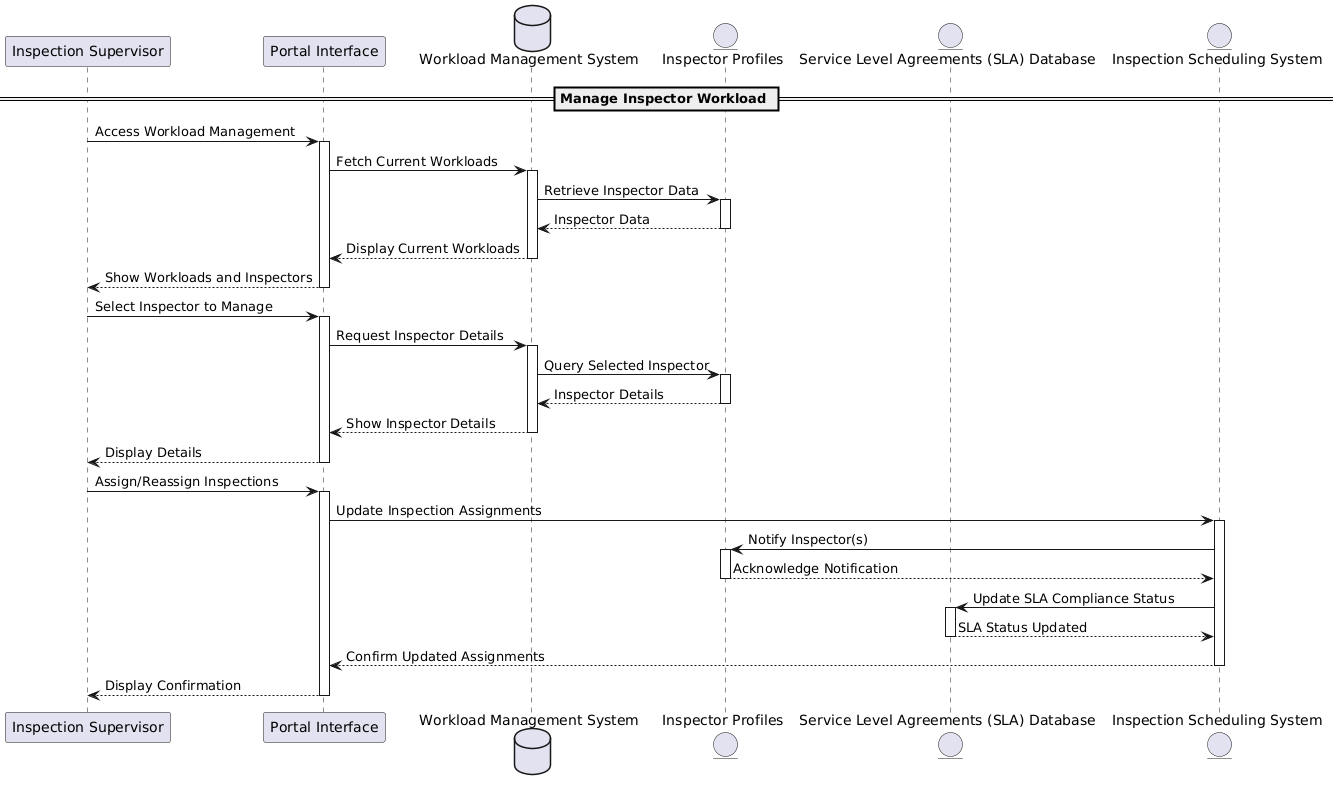 Inspection Supervisor
Portal Interface
Workload Management System
Inspector Profiles
Service Level Agreements (SLA) Database
Inspection Scheduling System
Manage Inspector Workload
Access Workload Management
Fetch Current Workloads
Retrieve Inspector Data
Inspector Data
Display Current Workloads
Show Workloads and Inspectors
Select Inspector to Manage
Request Inspector Details
Query Selected Inspector
Inspector Details
Show Inspector Details
Display Details
Assign/Reassign Inspections
Update Inspection Assignments
Notify Inspector(s)
Acknowledge Notification
Update SLA Compliance Status
SLA Status Updated
Confirm Updated Assignments
Display Confirmation
Inspection Supervisor
Portal Interface
Workload Management System
Inspector Profiles
Service Level Agreements (SLA) Database
Inspection Scheduling System